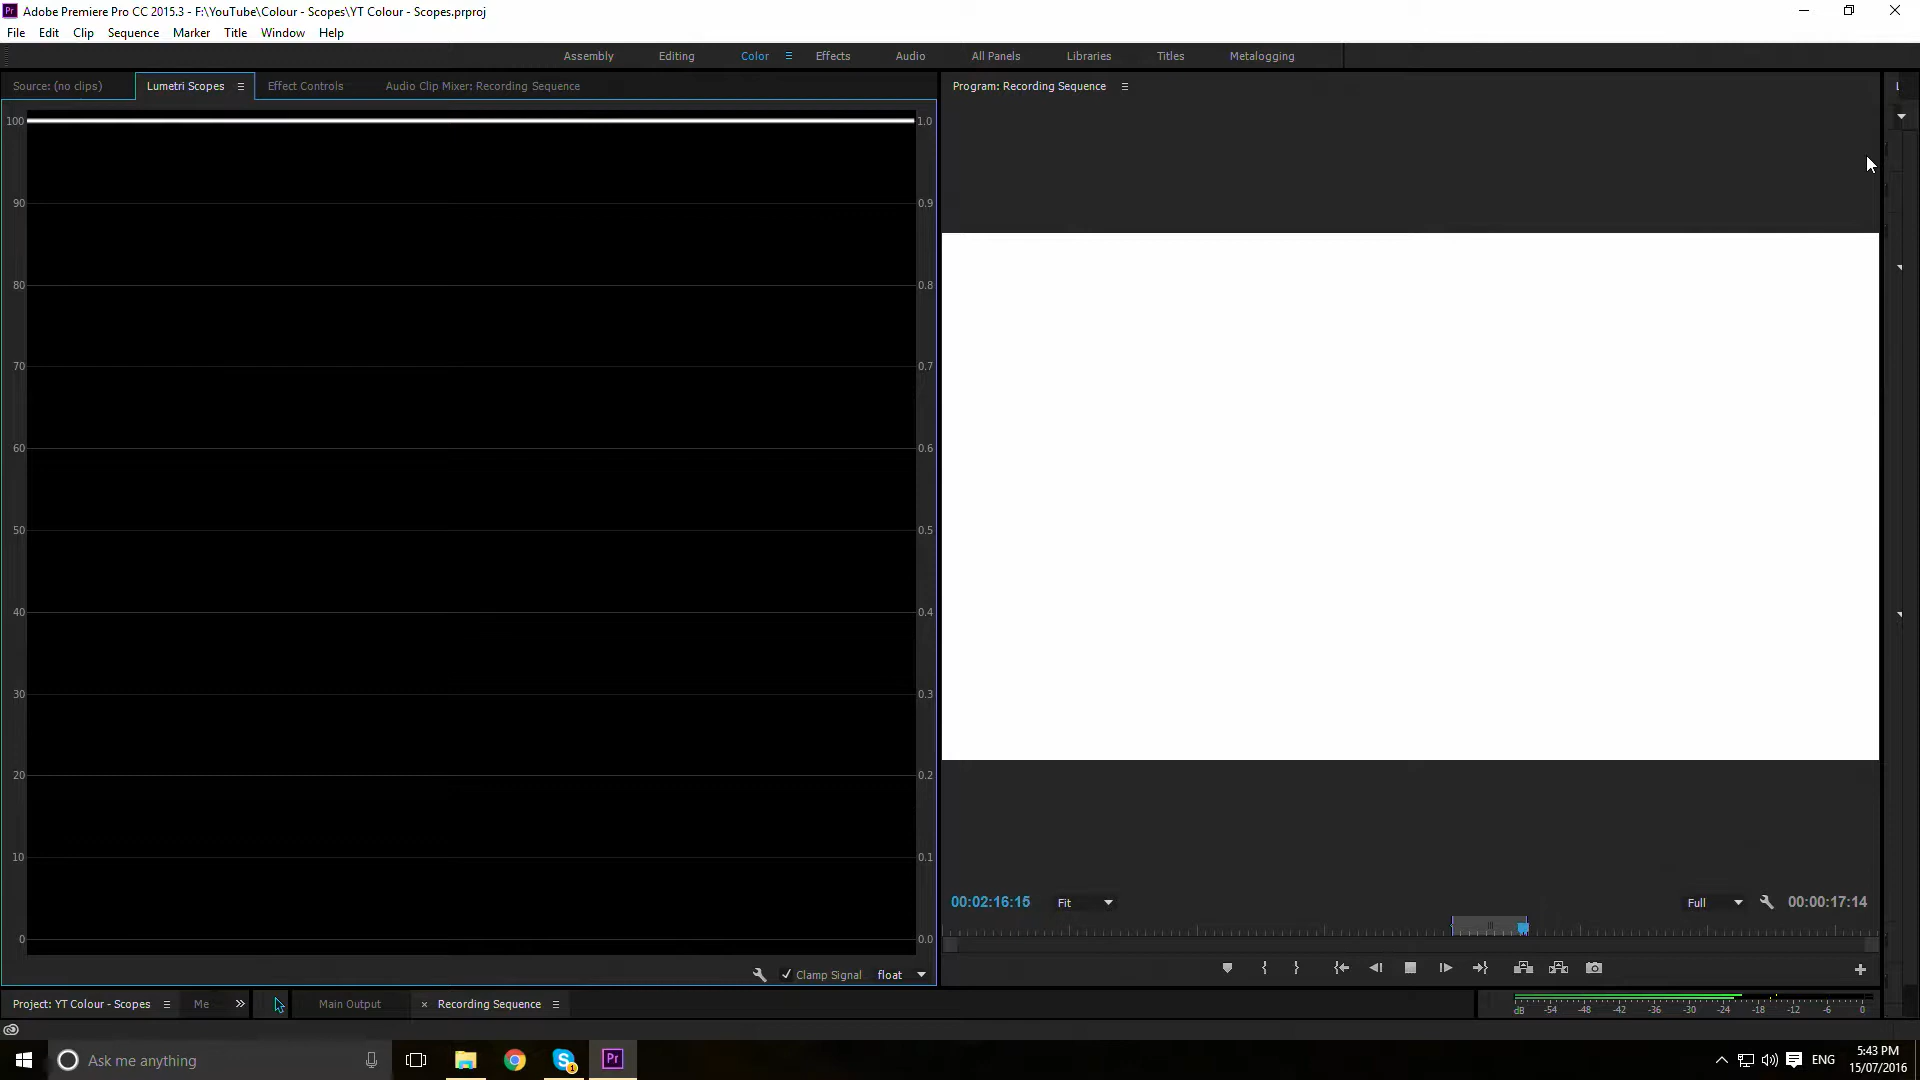 Pr Adobe Premiere Pro CC 2015.3 - F:\YouTube\Colour - Scopes\YT Colour - Scopes.prproj
File Edit Clip Sequence Marker Title Window Help
Assembly Editing Color Effects Audio All Panels Libraries Titles Metalogging
Source: (no clips) Lumetri Scopes Effect Controls Audio Clip Mixer: Recording Sequence Program: Recording Sequence
100 1.0
90 0.9
80 0.8
70 0.7
60 0.6
50 0.5
40 0.4
30 0.3
20 0.2
10 0.1
0 0.0
00:02:16:15 Fit Full 00:00:17:14
Clamp Signal float
Project: YT Colour - Scopes Me Main Output Recording Sequence
dB -54 -48 -42 -36 -30 -24 -18 -12 -6 0
Ask me anything 1 Pr ENG 5:43 PM
15/07/2016